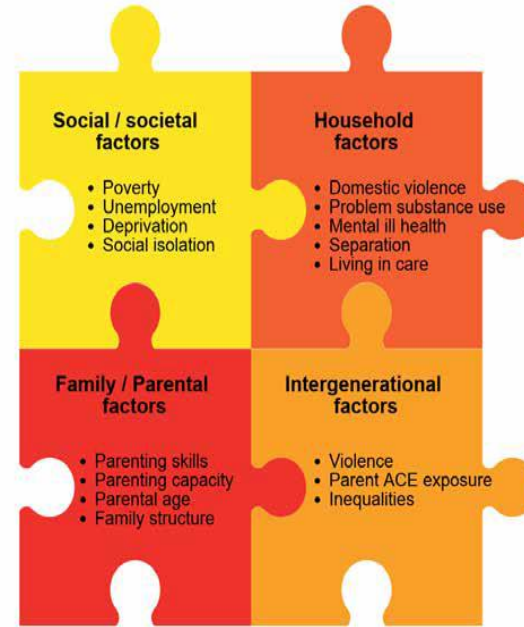 Social / societal
factors
• Poverty
• Unemployment
• Deprivation
• Social isolation
Household
factors
• Domestic violence
• Problem substance use
• Mental ill health
• Separation
• Living in care
Family / Parental
factors
• Parenting skills
• Parenting capacity
• Parental age
• Family structure
Intergenerational
factors
• Violence
• Parent ACE exposure
• Inequalities